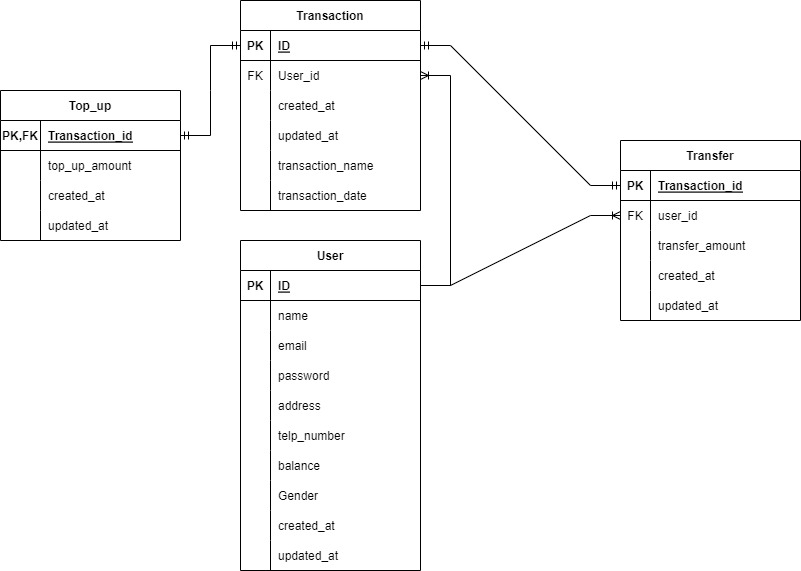 Transaction
PK ID
FK User_id
created_at
updated_at
transaction_name
transaction_date
Top_up
PK,FK Transaction_id
top_up_amount
created_at
updated_at
Transfer
PK Transaction_id
FK user_id
transfer_amount
created_at
updated_at
User
PK ID
name
email
password
address
telp_number
balance
Gender
created_at
updated_at